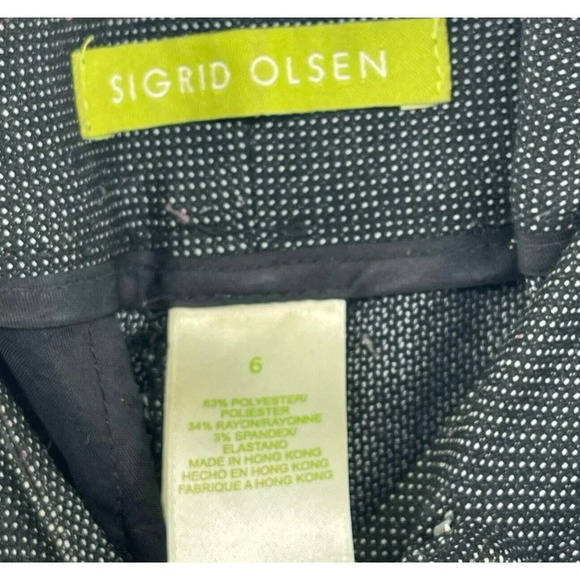 SIGRID OLSEN
6
63% POLYESTER/
POLIESTER
34% RAYON/RAYONNE
3% SPANDEX/
ELASTANO
MADE IN HONG KONG
HECHO EN HONG KONG
FABRIQUE A HONG KONG